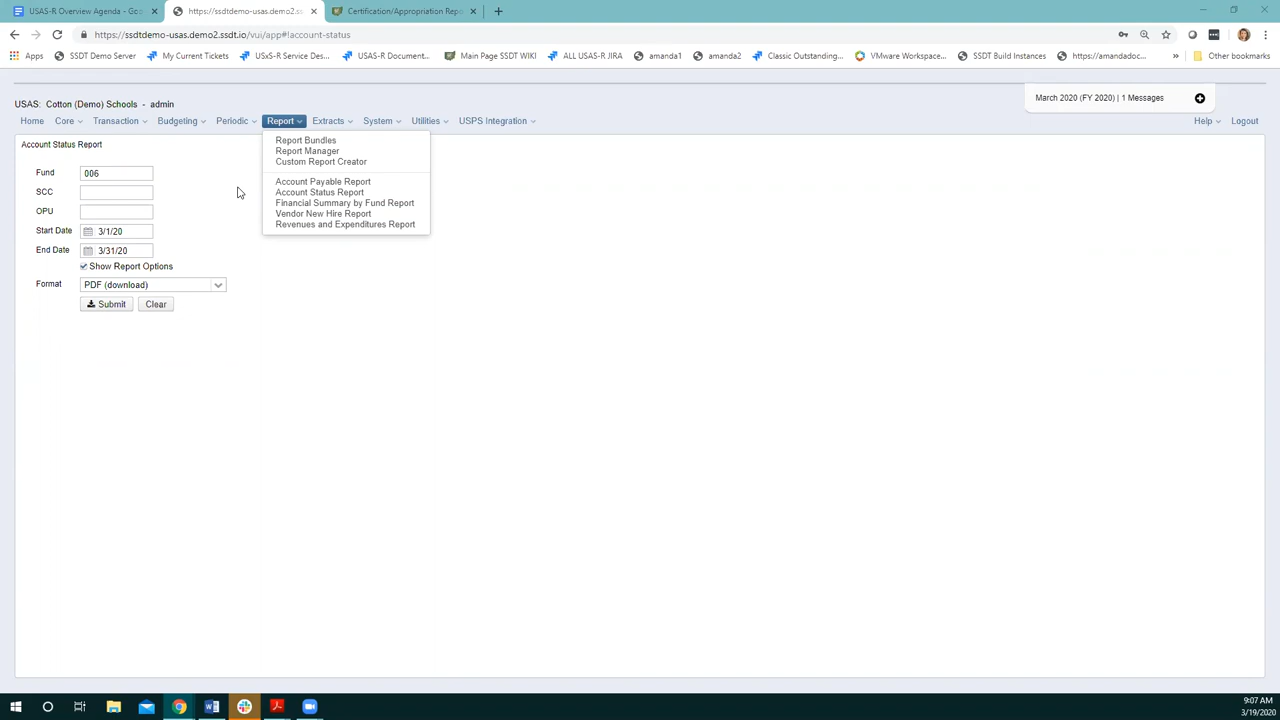 USAS-R Overview Agenda - Goo
https://ssdtdemo-usas.demo2.ssdt
Certification/Appropriation Repo
https://ssdtdemo-usas.demo2.ssdt.io/vui/app#!account-status
Apps
SSDT Demo Server
My Current Tickets
USxS-R Service Des...
USAS-R Document...
Main Page SSDT WIKI
ALL USAS-R JIRA
amanda1
amanda2
Classic Outstanding...
VMware Workspace...
SSDT Build Instances
https://amandadoc...
»
Other bookmarks
USAS: Cotton (Demo) Schools - admin
March 2020 (FY 2020) | 1 Messages
Home
Core
Transaction
Budgeting
Periodic
Report
Extracts
System
Utilities
USPS Integration
Help
Logout
Report Bundles
Report Manager
Custom Report Creator
Account Payable Report
Account Status Report
Financial Summary by Fund Report
Vendor New Hire Report
Revenues and Expenditures Report
Account Status Report
Fund
006
SCC
OPU
Start Date
3/1/20
End Date
3/31/20
Show Report Options
Format
PDF (download)
Submit
Clear
9:07 AM
3/19/2020